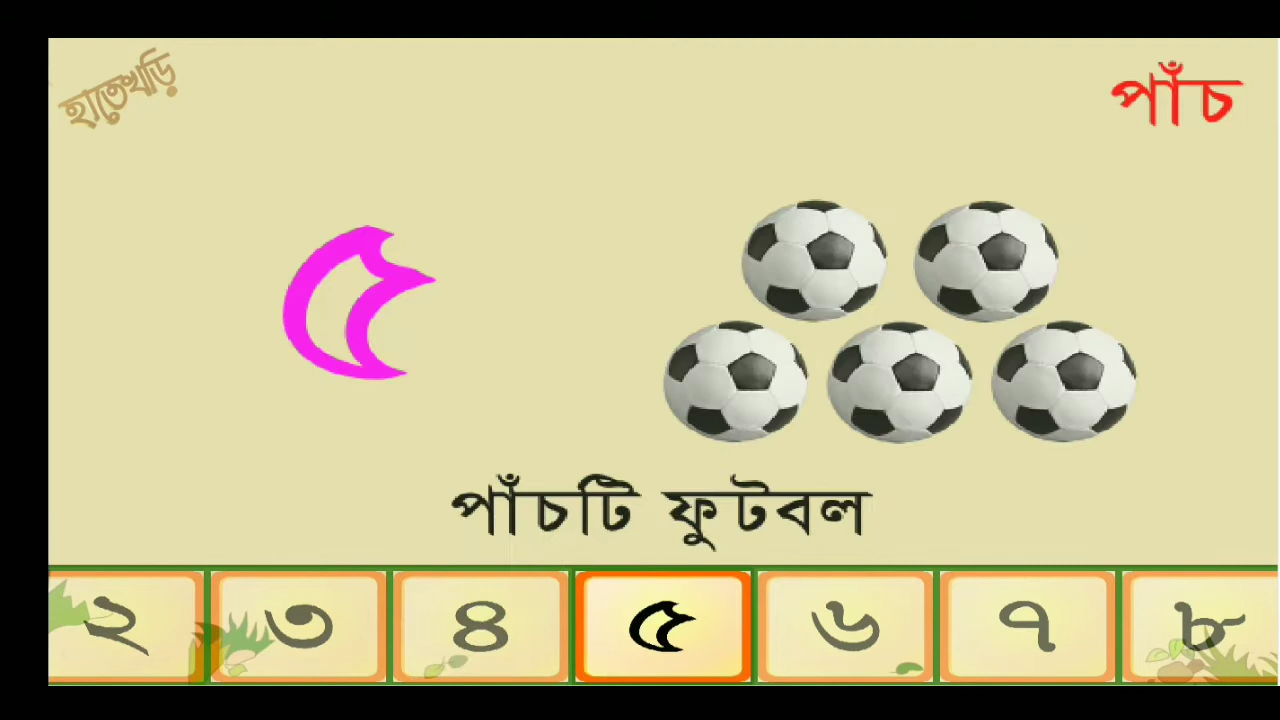 হাতেখড়ি
পাঁচ
৫
পাঁচটি ফুটবল
২ ৩ ৪ ৫ ৬ ৭ ৮